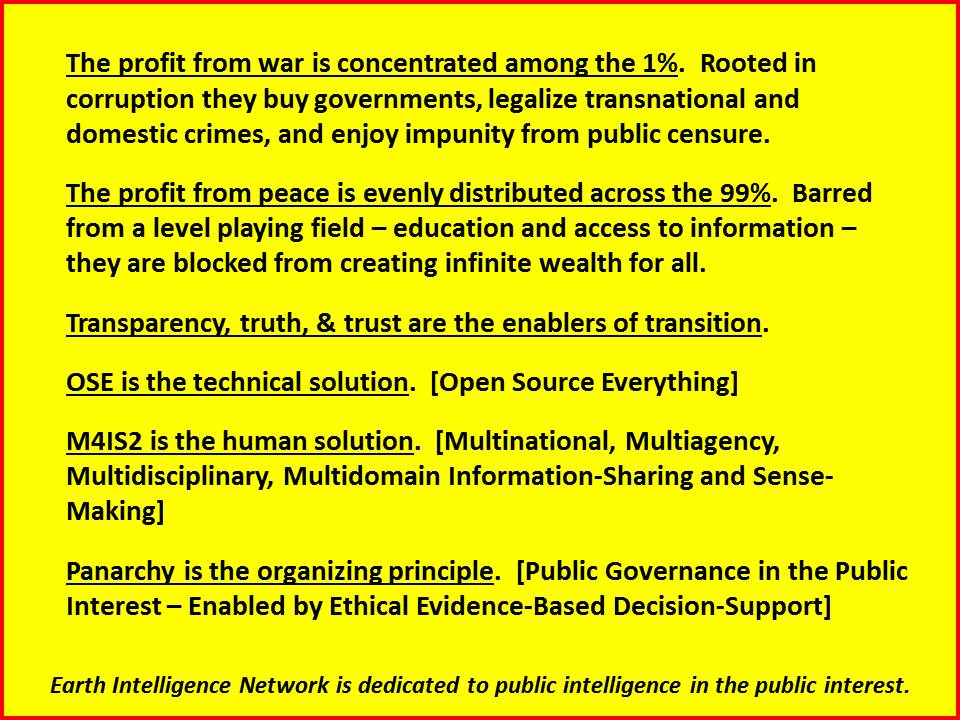 The profit from war is concentrated among the 1%.  Rooted in
corruption they buy governments, legalize transnational and
domestic crimes, and enjoy impunity from public censure.
The profit from peace is evenly distributed across the 99%.  Barred
from a level playing field – education and access to information –
they are blocked from creating infinite wealth for all.
Transparency, truth, & trust are the enablers of transition.
OSE is the technical solution.  [Open Source Everything]
M4IS2 is the human solution.  [Multinational, Multiagency,
Multidisciplinary, Multidomain Information-Sharing and Sense-
Making]
Panarchy is the organizing principle.  [Public Governance in the Public
Interest – Enabled by Ethical Evidence-Based Decision-Support]
Earth Intelligence Network is dedicated to public intelligence in the public interest.